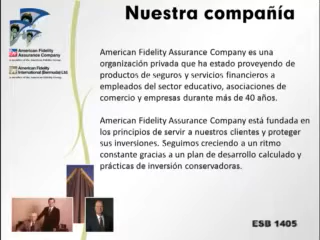 Nuestra compañía
American Fidelity
Assurance Company
American Fidelity
International (Bermuda) Ltd.
American Fidelity Assurance Company es una
organización privada que ha estado proveyendo de
productos de seguros y servicios financieros a
empleados del sector educativo, asociaciones de
comercio y empresas durante más de 40 años.
American Fidelity Assurance Company está fundada en
los principios de servir a nuestros clientes y proteger
sus inversiones. Seguimos creciendo a un ritmo
constante gracias a un plan de desarrollo calculado y
prácticas de inversión conservadoras.
ESB 1405